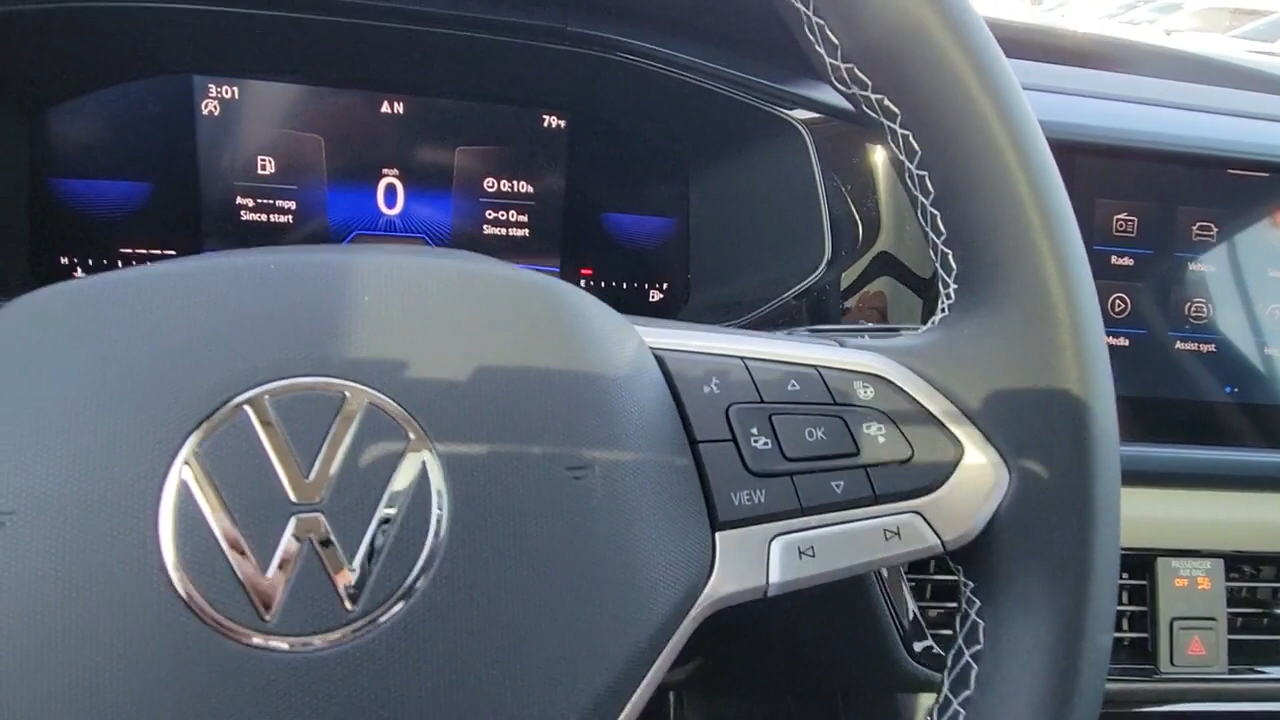 3:01
N
79°F
mph
0
Avg. --- mpg
Since start
0:10h
0mi
Since start
H
E
F
Radio
Media
Assist syst
OK
VIEW
PASSENGER
AIR BAG
OFF